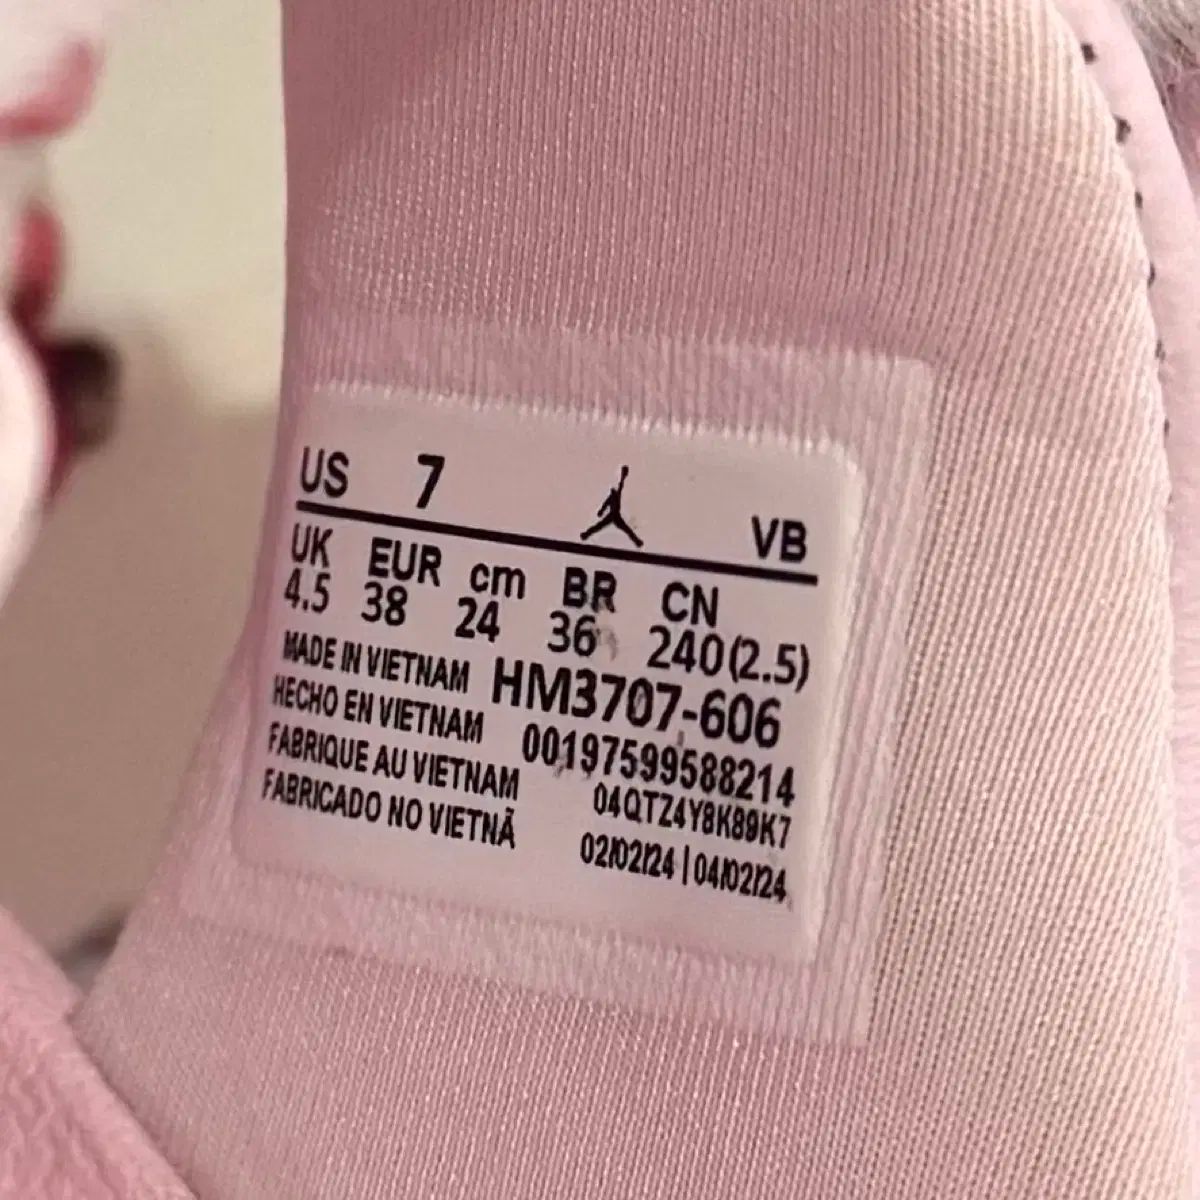 US 7 VB
UK EUR cm BR CN
4.5 38 24 36 240(2.5)
MADE IN VIETNAM HM3707-606
HECHO EN VIETNAM 00197599588214
FABRIQUE AU VIETNAM 04QTZ4Y8K89K7
FABRICADO NO VIETNÃ 02/02/24 | 04/02/24